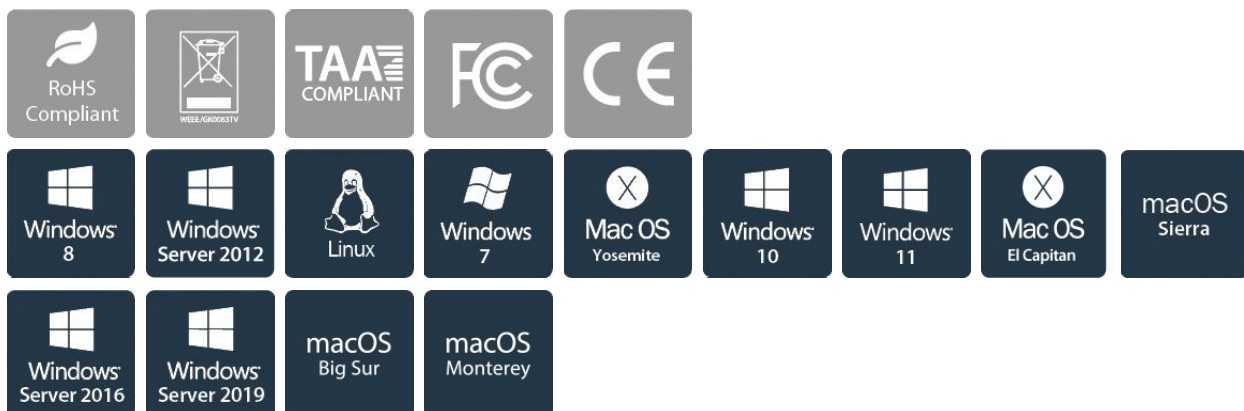 RoHS
Compliant
WEEE/GK0083TV
TAA
COMPLIANT
FC
CE
Windows
8
Windows
Server 2012
Linux
Windows
7
X
Mac OS
Yosemite
Windows
10
Windows
11
X
Mac OS
El Capitan
macOS
Sierra
Windows
Server 2016
Windows
Server 2019
macOS
Big Sur
macOS
Monterey